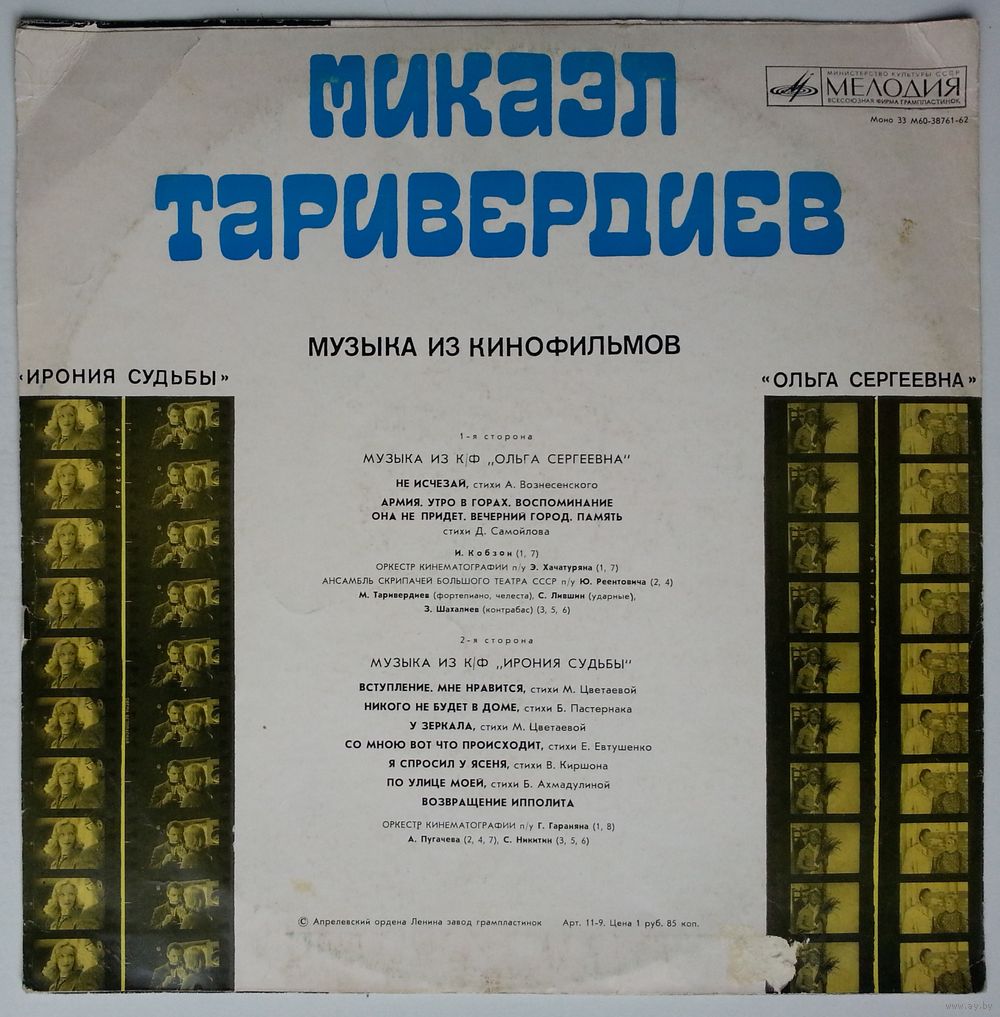 МИКАЭЛ
ТАРИВЕРДИЕВ
МИНИСТЕРСТВО КУЛЬТУРЫ СССР
МЕЛОДИЯ
ВСЕСОЮЗНАЯ ФИРМА ГРАМПЛАСТИНОК
Моно 33 М60-38761-62
МУЗЫКА ИЗ КИНОФИЛЬМОВ
«ИРОНИЯ СУДЬБЫ»
«ОЛЬГА СЕРГЕЕВНА»
1-я сторона
МУЗЫКА ИЗ К/Ф „ОЛЬГА СЕРГЕЕВНА"
НЕ ИСЧЕЗАЙ, стихи А. Вознесенского
АРМИЯ. УТРО В ГОРАХ. ВОСПОМИНАНИЕ
ОНА НЕ ПРИДЕТ. ВЕЧЕРНИЙ ГОРОД. ПАМЯТЬ
стихи Д. Самойлова
И. Кобзон (1, 7)
ОРКЕСТР КИНЕМАТОГРАФИИ п/у Э. Хачатуряна (1, 7)
АНСАМБЛЬ СКРИПАЧЕЙ БОЛЬШОГО ТЕАТРА СССР п/у Ю. Реентовича (2, 4)
М. Таривердиев (фортепиано, челеста), С. Лившин (ударные),
З. Шахалиев (контрабас) (3, 5, 6)
2-я сторона
МУЗЫКА ИЗ К/Ф „ИРОНИЯ СУДЬБЫ"
ВСТУПЛЕНИЕ. МНЕ НРАВИТСЯ, стихи М. Цветаевой
НИКОГО НЕ БУДЕТ В ДОМЕ, стихи Б. Пастернака
У ЗЕРКАЛА, стихи М. Цветаевой
СО МНОЮ ВОТ ЧТО ПРОИСХОДИТ, стихи Е. Евтушенко
Я СПРОСИЛ У ЯСЕНЯ, стихи В. Киршона
ПО УЛИЦЕ МОЕЙ, стихи Б. Ахмадулиной
ВОЗВРАЩЕНИЕ ИППОЛИТА
ОРКЕСТР КИНЕМАТОГРАФИИ п/у Г. Гараняна (1, 8)
А. Пугачева (2, 4, 7), С. Никитин (3, 5, 6)
© Апрелевский ордена Ленина завод грампластинок Арт. 11-9. Цена 1 руб. 85 коп.
www.ay.by